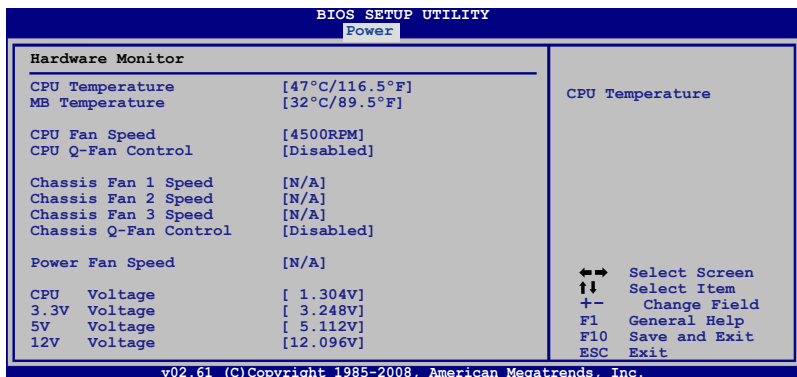 BIOS SETUP UTILITY
Power
Hardware Monitor
CPU Temperature [47°C/116.5°F]
MB Temperature [32°C/89.5°F]
CPU Fan Speed [4500RPM]
CPU Q-Fan Control [Disabled]
Chassis Fan 1 Speed [N/A]
Chassis Fan 2 Speed [N/A]
Chassis Fan 3 Speed [N/A]
Chassis Q-Fan Control [Disabled]
Power Fan Speed [N/A]
CPU Voltage [ 1.304V]
3.3V Voltage [ 3.248V]
5V Voltage [ 5.112V]
12V Voltage [12.096V]
CPU Temperature
←→ Select Screen
↑↓ Select Item
+- Change Field
F1 General Help
F10 Save and Exit
ESC Exit
v02.61 (C)Copyright 1985-2008, American Megatrends, Inc.